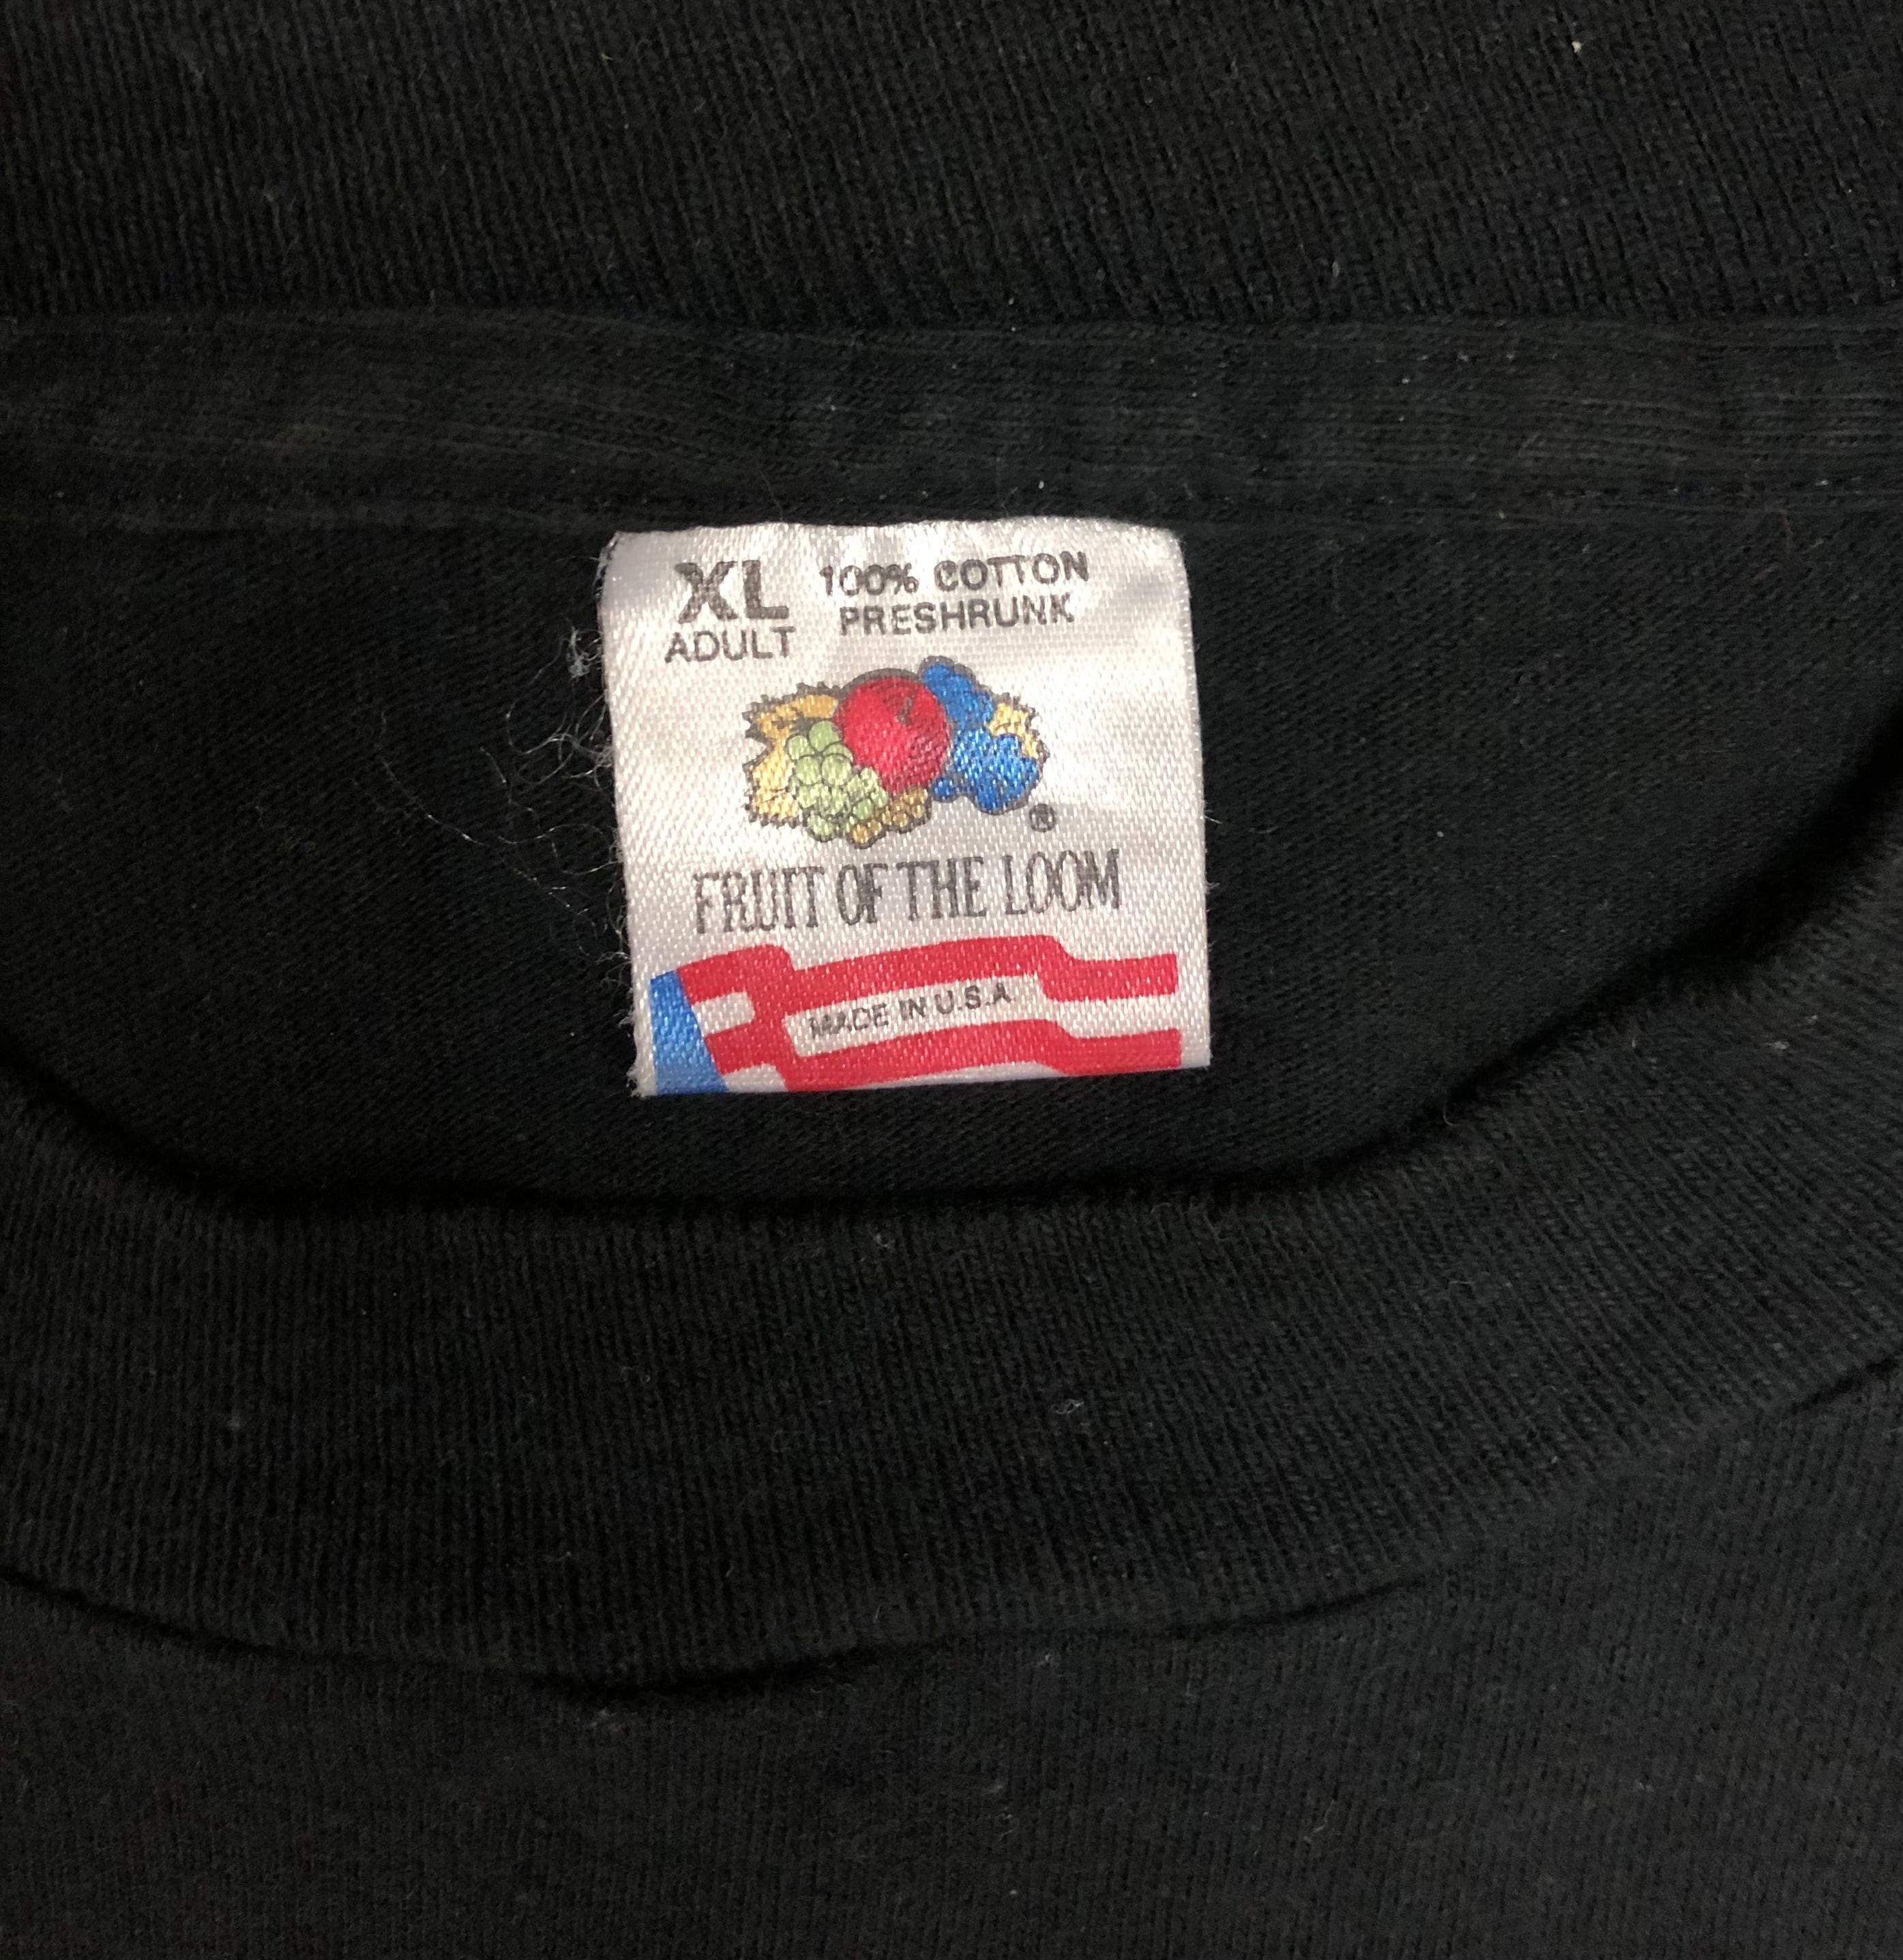 XL 100% COTTON
ADULT PRESHRUNK
®
FRUIT OF THE LOOM
MADE IN U.S.A